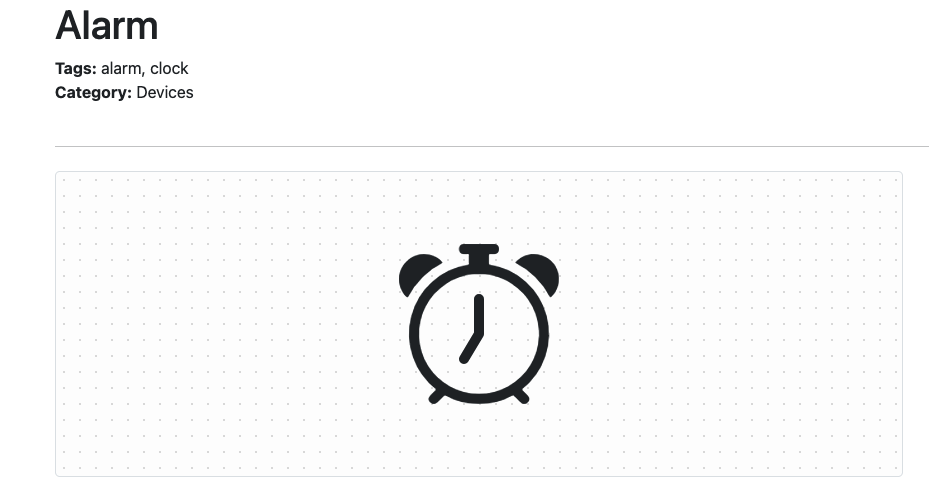 Alarm
Tags: alarm, clock
Category: Devices